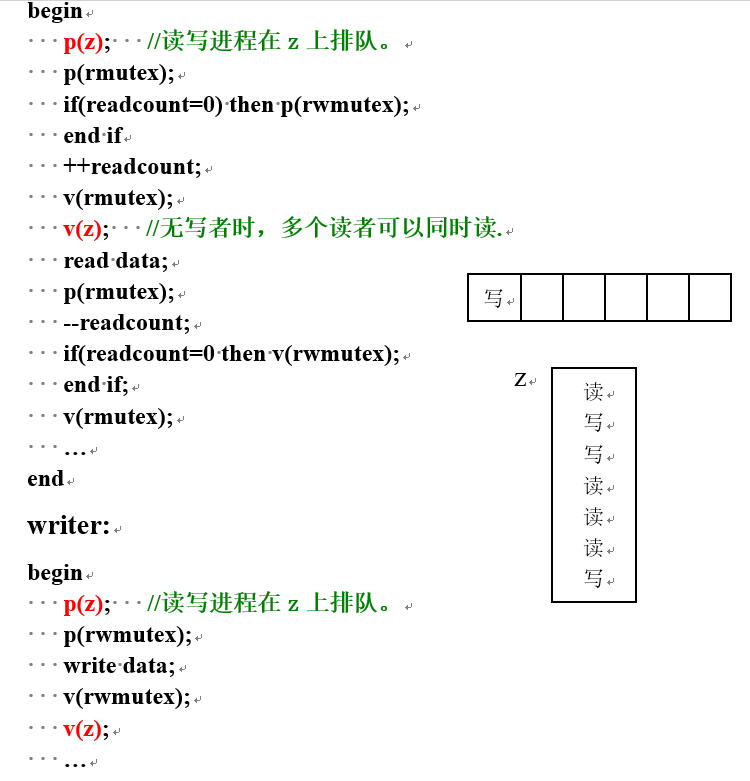 begin
p(z); //读写进程在 z 上排队。
p(rmutex);
if(readcount=0) then p(rwmutex);
end if
++readcount;
v(rmutex);
v(z); //无写者时，多个读者可以同时读.
read data;
p(rmutex);
--readcount;
if(readcount=0 then v(rwmutex);
end if;
v(rmutex);
…
end
writer:
begin
p(z); //读写进程在 z 上排队。
p(rwmutex);
write data;
v(rwmutex);
v(z);
…
写
z
读
写
写
读
读
读
写